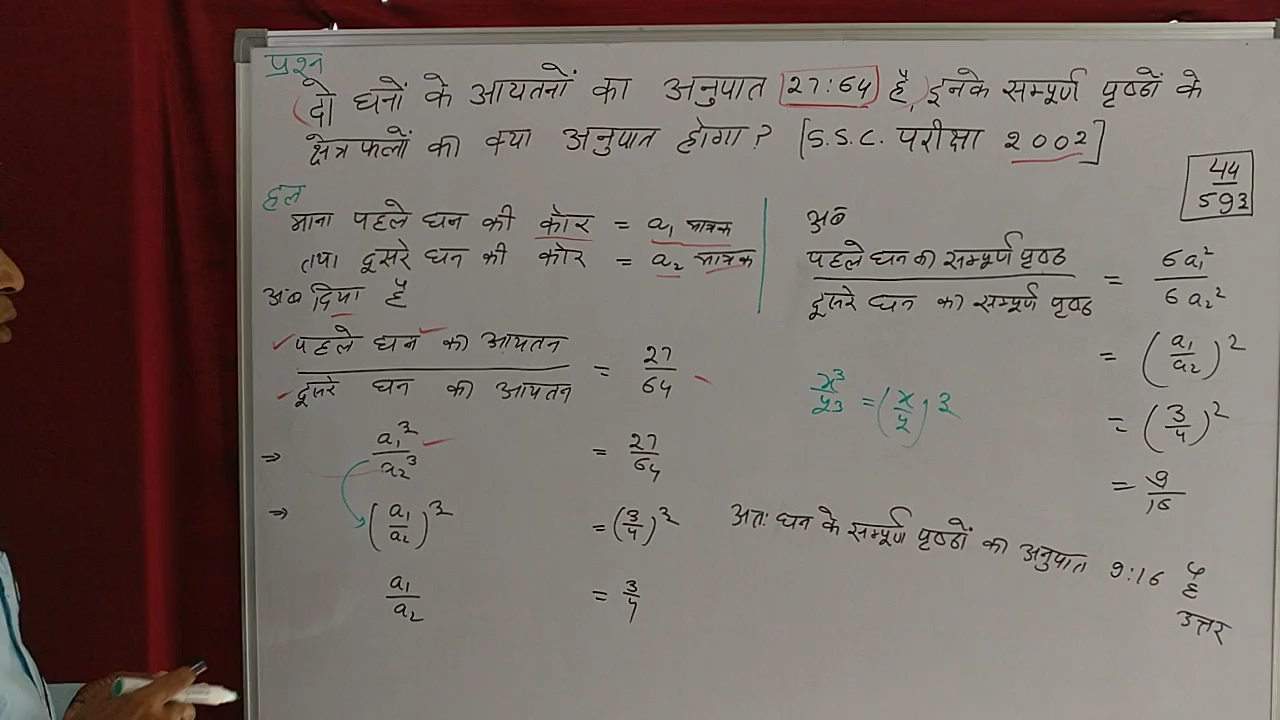 प्रश्न
दो घनों के आयतनों का अनुपात 27:64 है, इनके सम्पूर्ण पृष्ठों के
क्षेत्रफलों की क्या अनुपात होगा? [S.S.C. परीक्षा 2002]
44/593
हल
माना पहले घन की कोर = a₁ मात्रक
तथा दूसरे घन की कोर = a₂ मात्रक
अब दिया है
पहले घन का आयतन / दूसरे घन का आयतन = 27/64
⇒ a₁³/a₂³ = 27/64
⇒ (a₁/a₂)³ = (3/4)³
a₁/a₂ = 3/4
अब
पहले घन का सम्पूर्ण पृष्ठ / दूसरे घन का सम्पूर्ण पृष्ठ = 6a₁²/6a₂²
= (a₁/a₂)²
x³/y³ = (x/y)³
= (3/4)²
= 9/16
अतः घन के सम्पूर्ण पृष्ठों का अनुपात 9:16 है
उत्तर